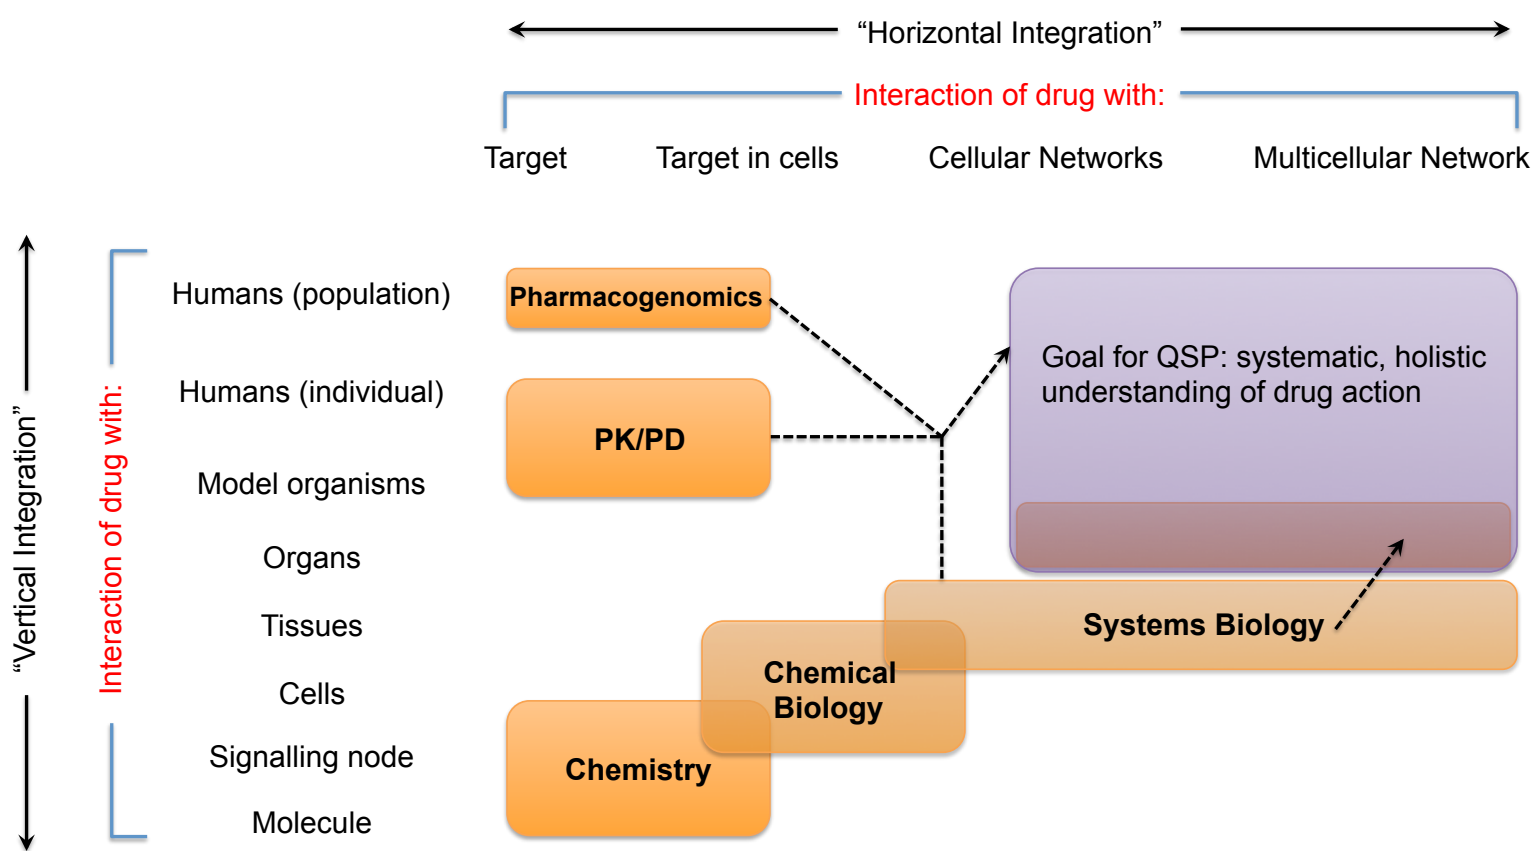 “Horizontal Integration”
Interaction of drug with:
Target
Target in cells
Cellular Networks
Multicellular Network
“Vertical Integration”
Interaction of drug with:
Humans (population)
Humans (individual)
Model organisms
Organs
Tissues
Cells
Signalling node
Molecule
Pharmacogenomics
PK/PD
Goal for QSP: systematic, holistic
understanding of drug action
Systems Biology
Chemical
Biology
Chemistry